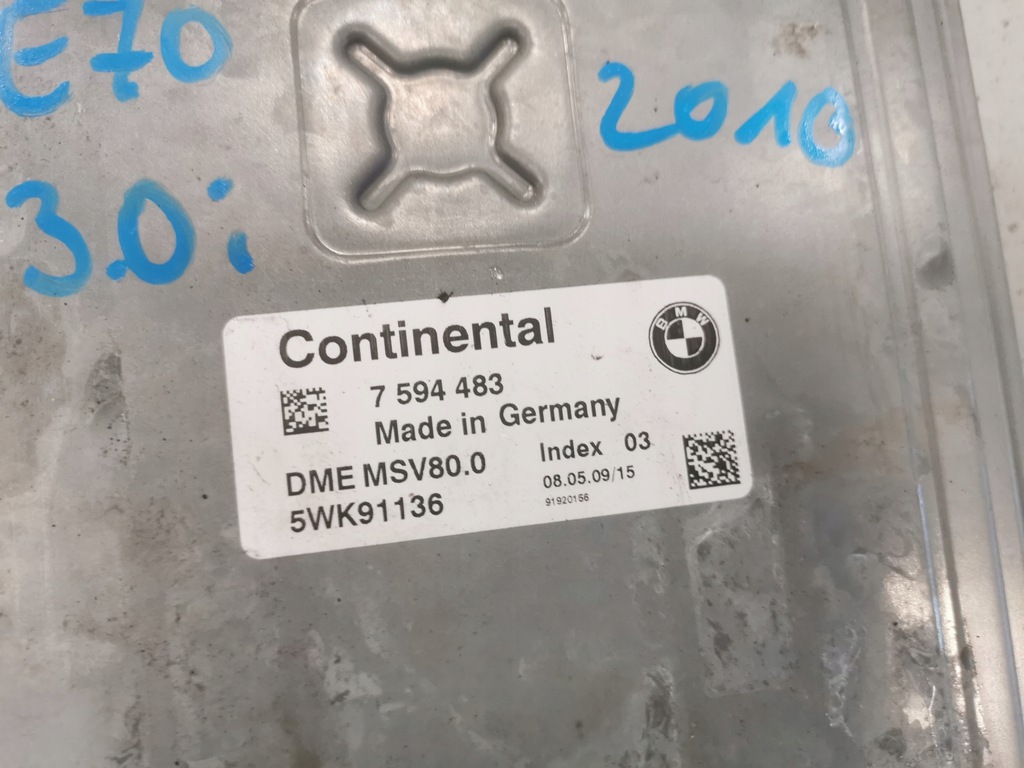 E70
2010
3.0i
Continental
BMW
7 594 483
Made in Germany
DME MSV80.0
Index 03
5WK91136
08.05.09/15
91920156